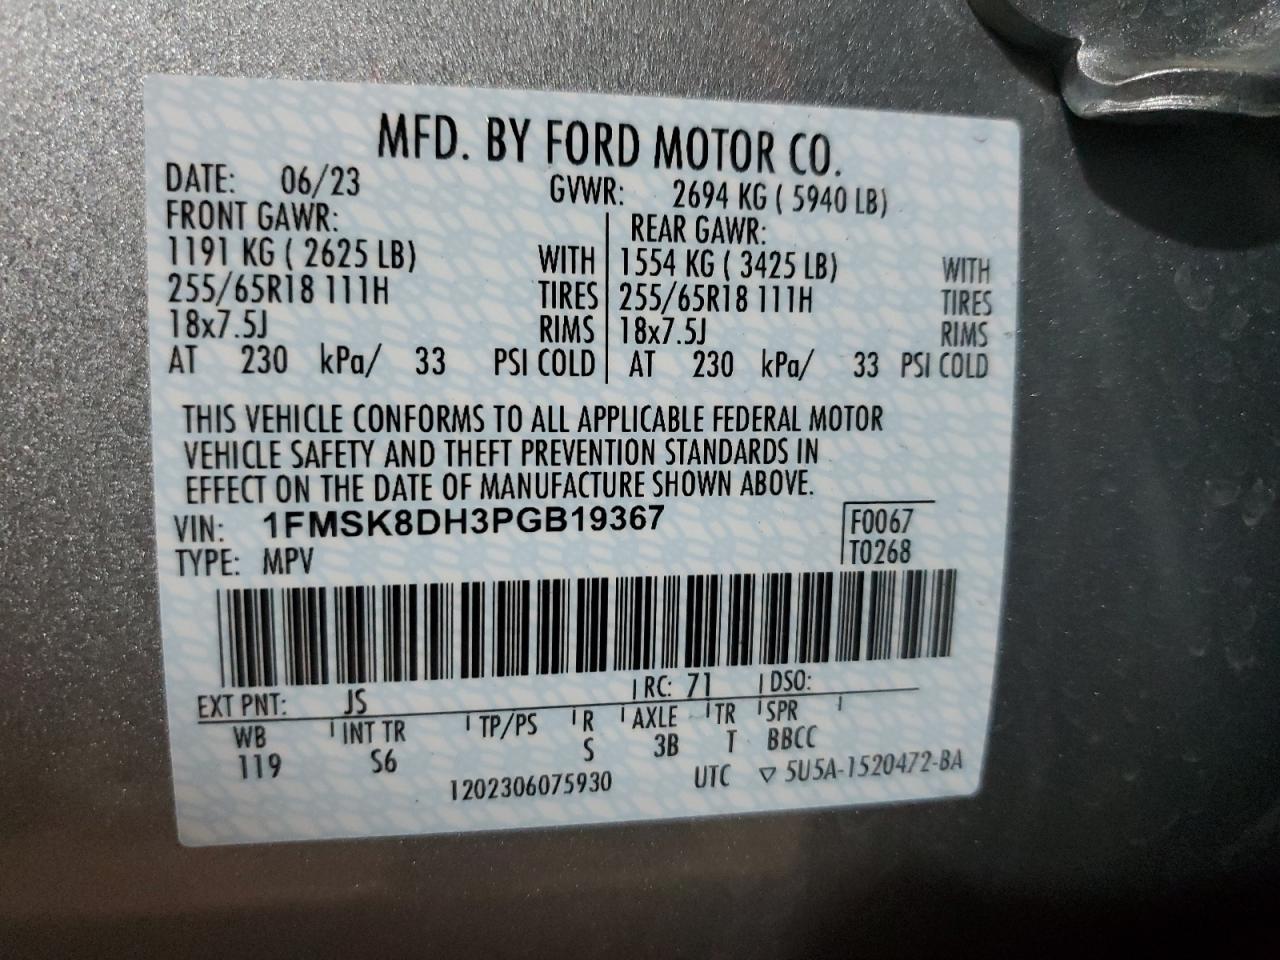 MFD. BY FORD MOTOR CO.
DATE: 06/23 GVWR: 2694 KG ( 5940 LB)
FRONT GAWR: REAR GAWR:
1191 KG ( 2625 LB) WITH 1554 KG ( 3425 LB) WITH
255/65R18 111H TIRES 255/65R18 111H TIRES
18x7.5J RIMS 18x7.5J RIMS
AT 230 kPa/ 33 PSI COLD AT 230 kPa/ 33 PSI COLD
THIS VEHICLE CONFORMS TO ALL APPLICABLE FEDERAL MOTOR
VEHICLE SAFETY AND THEFT PREVENTION STANDARDS IN
EFFECT ON THE DATE OF MANUFACTURE SHOWN ABOVE.
VIN: 1FMSK8DH3PGB19367 F0067
TYPE: MPV T0268
EXT PNT: JS RC: 71 DSO:
WB INT TR TP/PS R AXLE TR SPR
119 S6 S 3B T BBCC
1202306075930 UTC ▽ 5U5A-1520472-BA